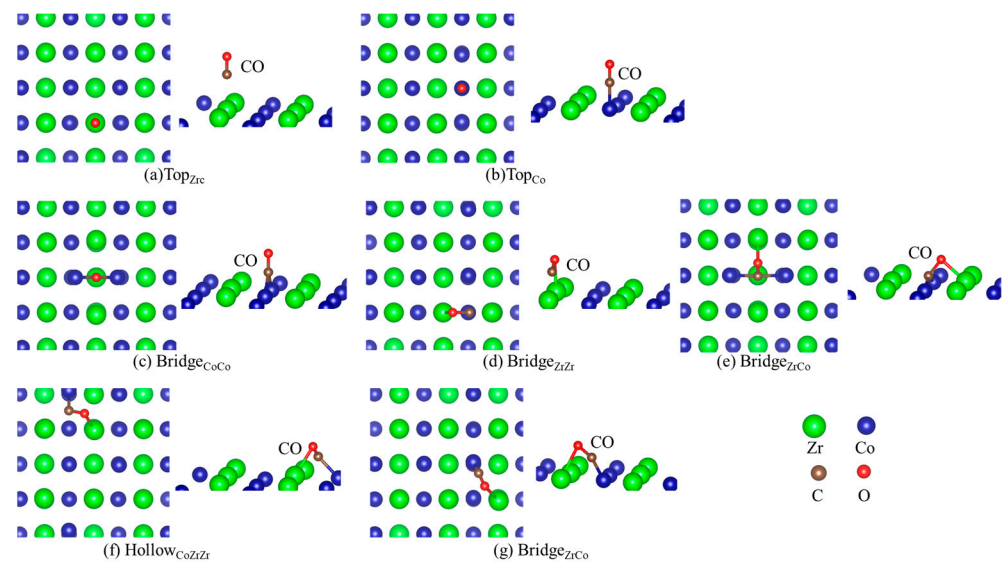 CO
CO
(a)Top_Zrc
(b)Top_Co
CO
CO
CO
(c) Bridge_CoCo
(d) Bridge_ZrZr
(e) Bridge_ZrCo
CO
CO
Zr Co
C O
(f) Hollow_CoZrZr
(g) Bridge_ZrCo